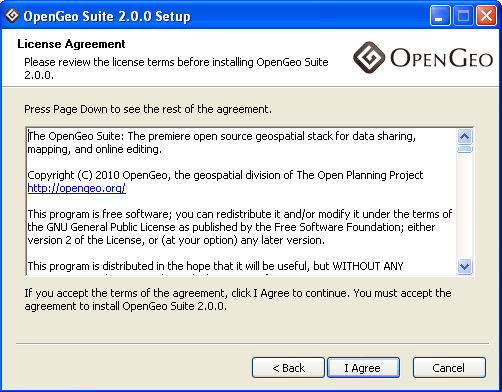 OpenGeo Suite 2.0.0 Setup
License Agreement
Please review the license terms before installing OpenGeo Suite
2.0.0.
OPENGEO
Press Page Down to see the rest of the agreement.
The OpenGeo Suite: The premiere open source geospatial stack for data sharing,
mapping, and online editing.
Copyright (C) 2010 OpenGeo, the geospatial division of The Open Planning Project
http://opengeo.org/
This program is free software; you can redistribute it and/or modify it under the terms of
the GNU General Public License as published by the Free Software Foundation; either
version 2 of the License, or (at your option) any later version.
This program is distributed in the hope that it will be useful, but WITHOUT ANY
If you accept the terms of the agreement, click I Agree to continue. You must accept the
agreement to install OpenGeo Suite 2.0.0.
< Back
I Agree
Cancel